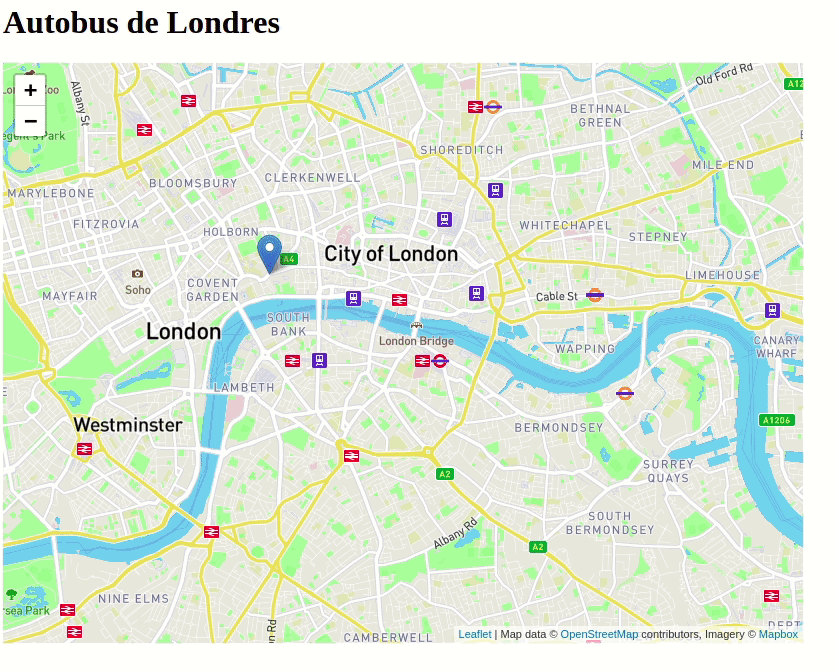 Autobus de Londres
+
−
Albany St
Old Ford Rd
BETHNAL
GREEN
SHOREDITCH
MILE END
CLERKENWELL
BLOOMSBURY
MARYLEBONE
FITZROVIA
HOLBORN
WHITECHAPEL
STEPNEY
City of London
A4
LIMEHOUSE
COVENT
GARDEN
Soho
MAYFAIR
Cable St
SOUTH
BANK
London
London Bridge
WAPPING
CANARY
WHARF
LAMBETH
Westminster
BERMONDSEY
A1206
SURREY
QUAYS
A2
SOUTH
BERMONDSEY
Albany Rd
A2
NINE ELMS
CAMBERWELL
Leaflet | Map data © OpenStreetMap contributors, Imagery © Mapbox